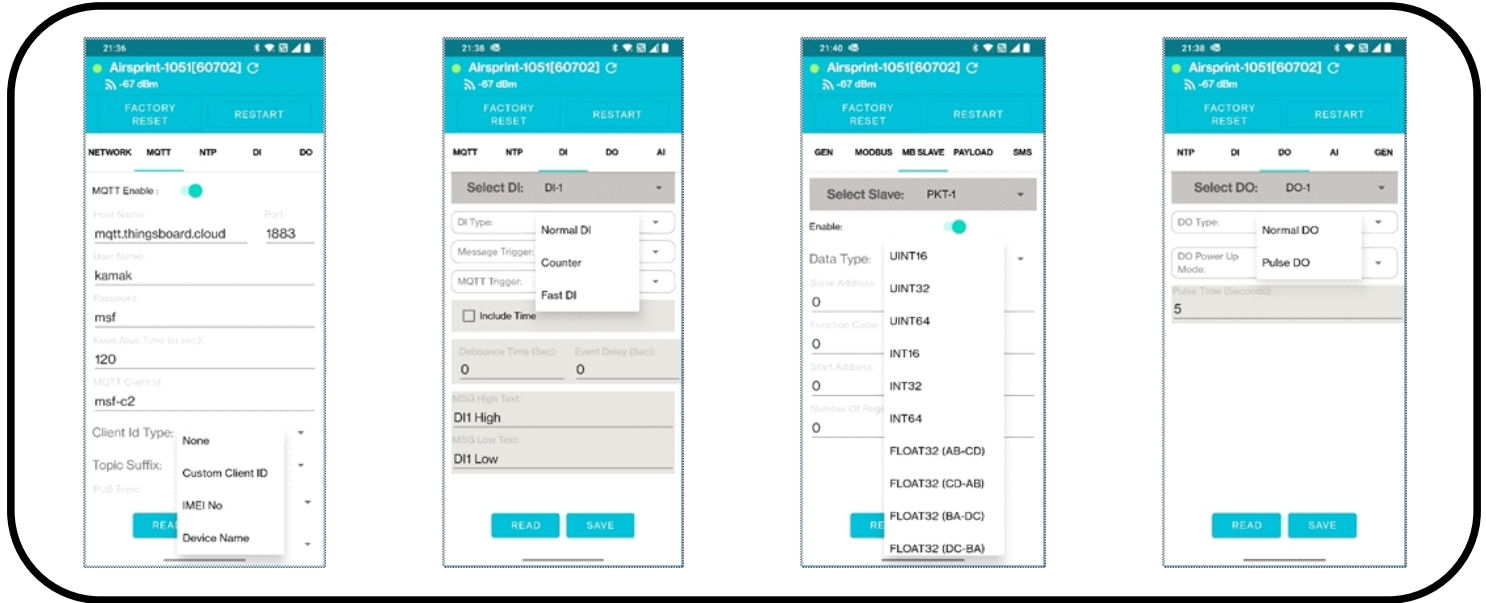 21:36
Airsprint-1051[60702]
-67 dBm
FACTORY
RESET
RESTART
NETWORK MQTT NTP DI DO
MQTT Enable :
Host Name: Port:
mqtt.thingsboard.cloud 1883
User Name:
kamak
Password:
msf
Keep Alive Time (in sec.):
120
MQTT Client Id:
msf-c2
Client Id Type:
None
Topic Suffix:
Custom Client ID
PUB Topic:
IMEI No
REA
Device Name
21:38
Airsprint-1051[60702]
-67 dBm
FACTORY
RESET
RESTART
MQTT NTP DI DO AI
Select DI: DI-1
DI Type:
Normal DI
Message Trigger:
Counter
MQTT Trigger:
Fast DI
Include Time
Debounce Time (Sec): Event Delay (Sec):
0 0
MSG High Text:
DI1 High
MSG Low Text:
DI1 Low
READ SAVE
21:40
Airsprint-1051[60702]
-67 dBm
FACTORY
RESET
RESTART
GEN MODBUS MB SLAVE PAYLOAD SMS
Select Slave: PKT-1
Enable:
Data Type:
UINT16
Slave Address:
UINT32
0
Function Code:
UINT64
0
INT16
Start Address:
0
INT32
Number Of Regi
INT64
0
FLOAT32 (AB-CD)
FLOAT32 (CD-AB)
FLOAT32 (BA-DC)
RE
FLOAT32 (DC-BA)
21:38
Airsprint-1051[60702]
-67 dBm
FACTORY
RESET
RESTART
NTP DI DO AI GEN
Select DO: DO-1
DO Type:
Normal DO
DO Power Up
Mode:
Pulse DO
Pulse Time (Seconds):
5
READ SAVE